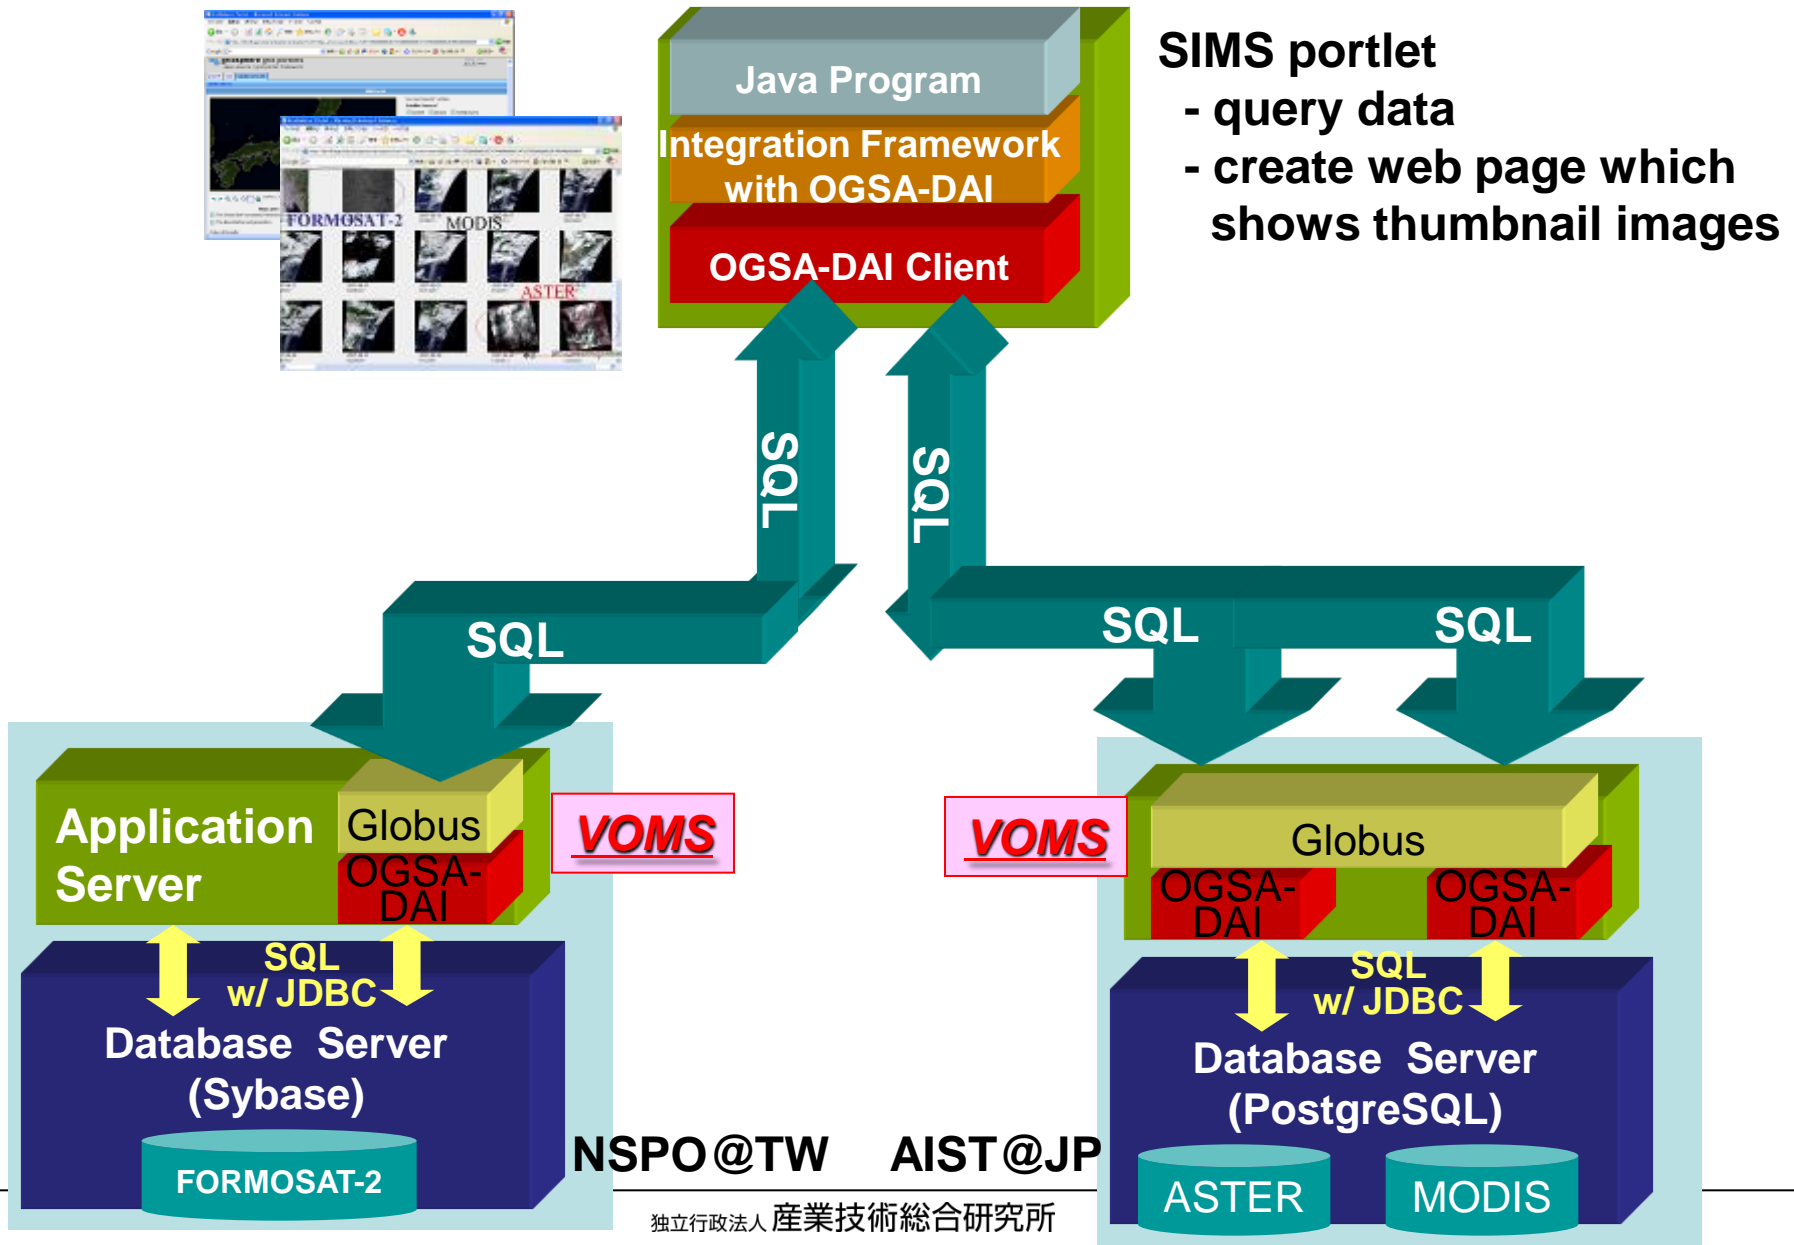 SIMS portlet
- query data
- create web page which
shows thumbnail images
Java Program
Integration Framework
with OGSA-DAI
OGSA-DAI Client
FORMOSAT-2
MODIS
ASTER
SQL
SQL
SQL
SQL
SQL
Application
Server
Globus
OGSA-
DAI
VOMS
SQL
w/ JDBC
Database Server
(Sybase)
FORMOSAT-2
NSPO@TW
VOMS
Globus
OGSA-
DAI
OGSA-
DAI
SQL
w/ JDBC
Database Server
(PostgreSQL)
ASTER
MODIS
AIST@JP
独立行政法人 産業技術総合研究所